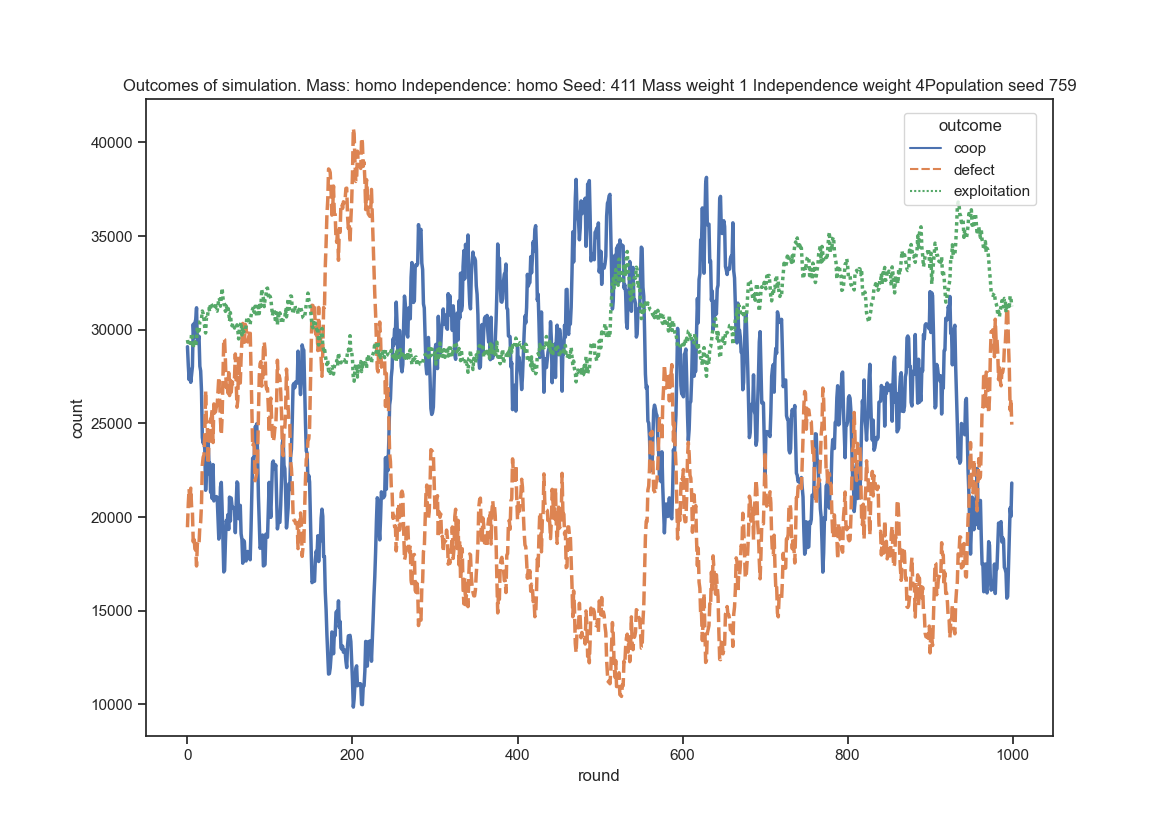 Outcomes of simulation. Mass: homo Independence: homo Seed: 411 Mass weight 1 Independence weight 4Population seed 759
outcome
coop
defect
exploitation
40000
35000
30000
25000
20000
15000
10000
count
0
200
400
600
800
1000
round